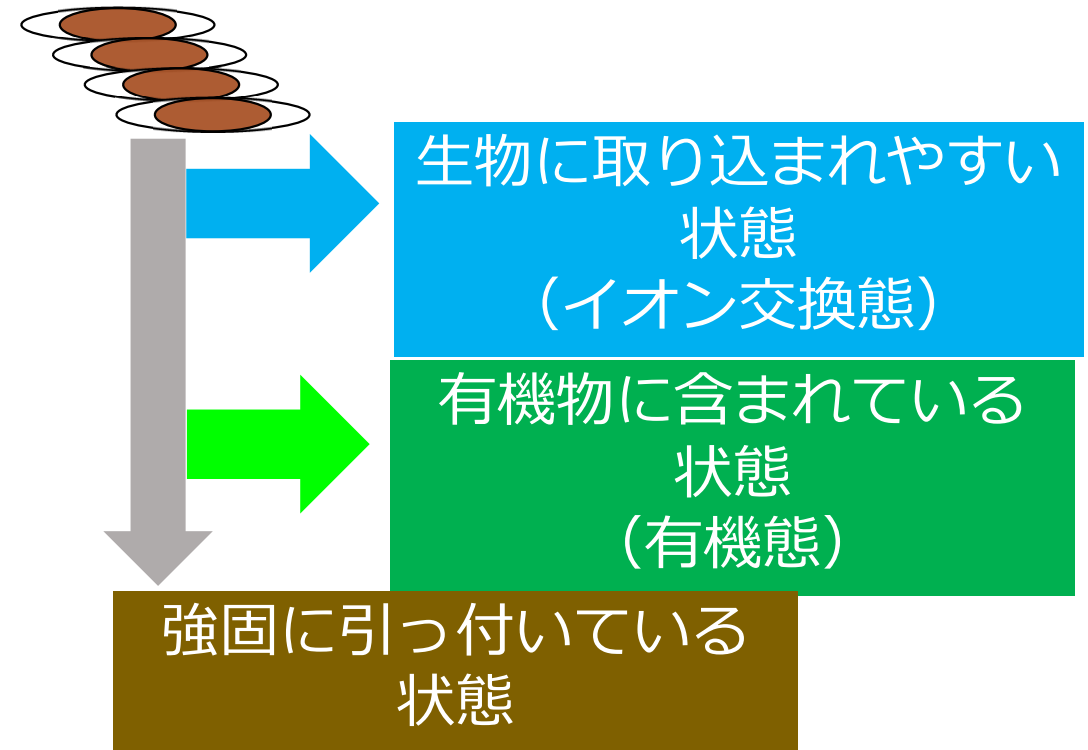 生物に取り込まれやすい
状態
（イオン交換態）
有機物に含まれている
状態
（有機態）
強固に引っ付いている
状態